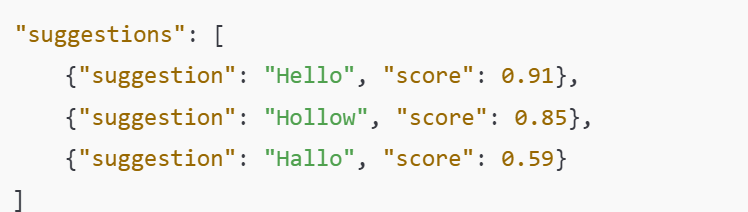 "suggestions": [
    {"suggestion": "Hello", "score": 0.91},
    {"suggestion": "Hollow", "score": 0.85},
    {"suggestion": "Hallo", "score": 0.59}
]